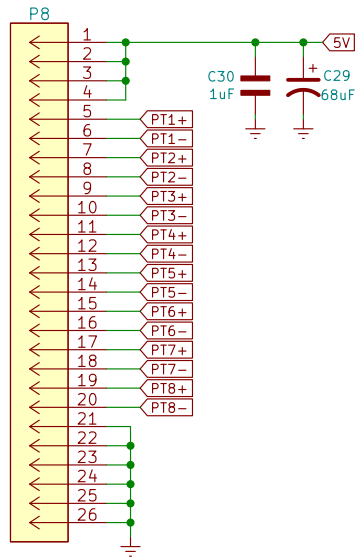 P8
1
5V
2
C30
1uF
+
C29
68uF
3
4
5 PT1+
6 PT1-
7 PT2+
8 PT2-
9 PT3+
10 PT3-
11 PT4+
12 PT4-
13 PT5+
14 PT5-
15 PT6+
16 PT6-
17 PT7+
18 PT7-
19 PT8+
20 PT8-
21
22
23
24
25
26